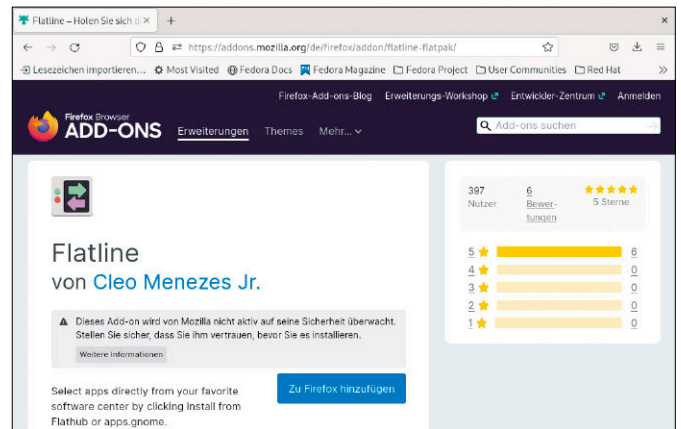 Flatline – Holen Sie sich di
https://addons.mozilla.org/de/firefox/addon/flatline-flatpak/
Lesezeichen importieren... Most Visited Fedora Docs Fedora Magazine Fedora Project User Communities Red Hat
Firefox-Add-ons-Blog Erweiterungs-Workshop Entwickler-Zentrum Anmelden
Firefox Browser
ADD-ONS Erweiterungen Themes Mehr... Add-ons suchen
397 6 5 Sterne
Nutzer Bewer-
tungen
Flatline
von Cleo Menezes Jr.
5 6
4 0
3 0
2 0
1 0
Dieses Add-on wird von Mozilla nicht aktiv auf seine Sicherheit überwacht.
Stellen Sie sicher, dass Sie ihm vertrauen, bevor Sie es installieren.
Weitere Informationen
Select apps directly from your favorite
software center by clicking Install from
Flathub or apps.gnome.
Zu Firefox hinzufügen